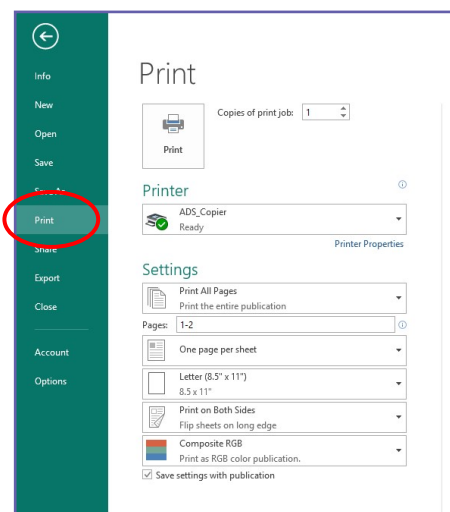 Info
New
Open
Save
Save As
Print
Share
Export
Close
Account
Options
Print
Print
Copies of print job: 1
Printer
ADS_Copier
Ready
Printer Properties
Settings
Print All Pages
Print the entire publication
Pages: 1-2
One page per sheet
Letter (8.5" x 11")
8.5 x 11"
Print on Both Sides
Flip sheets on long edge
Composite RGB
Print as RGB color publication.
Save settings with publication